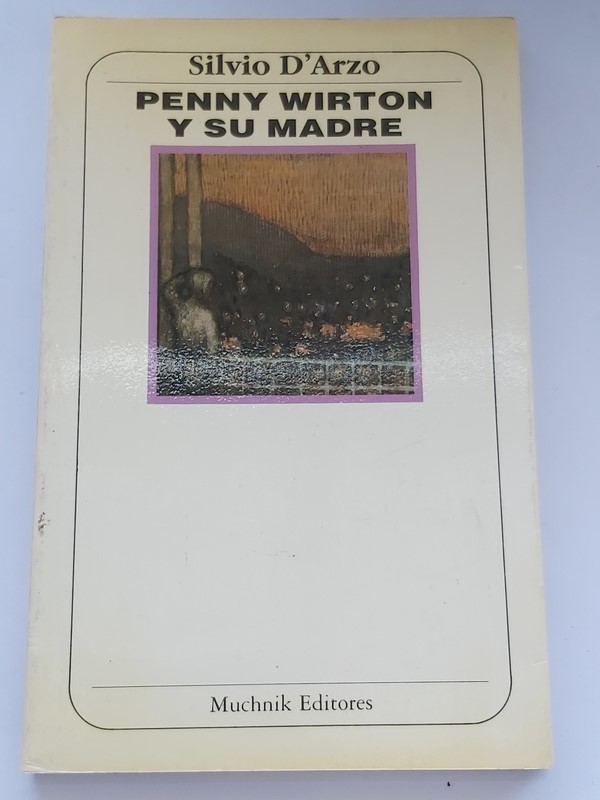 Silvio D'Arzo
PENNY WIRTON
Y SU MADRE
Muchnik Editores